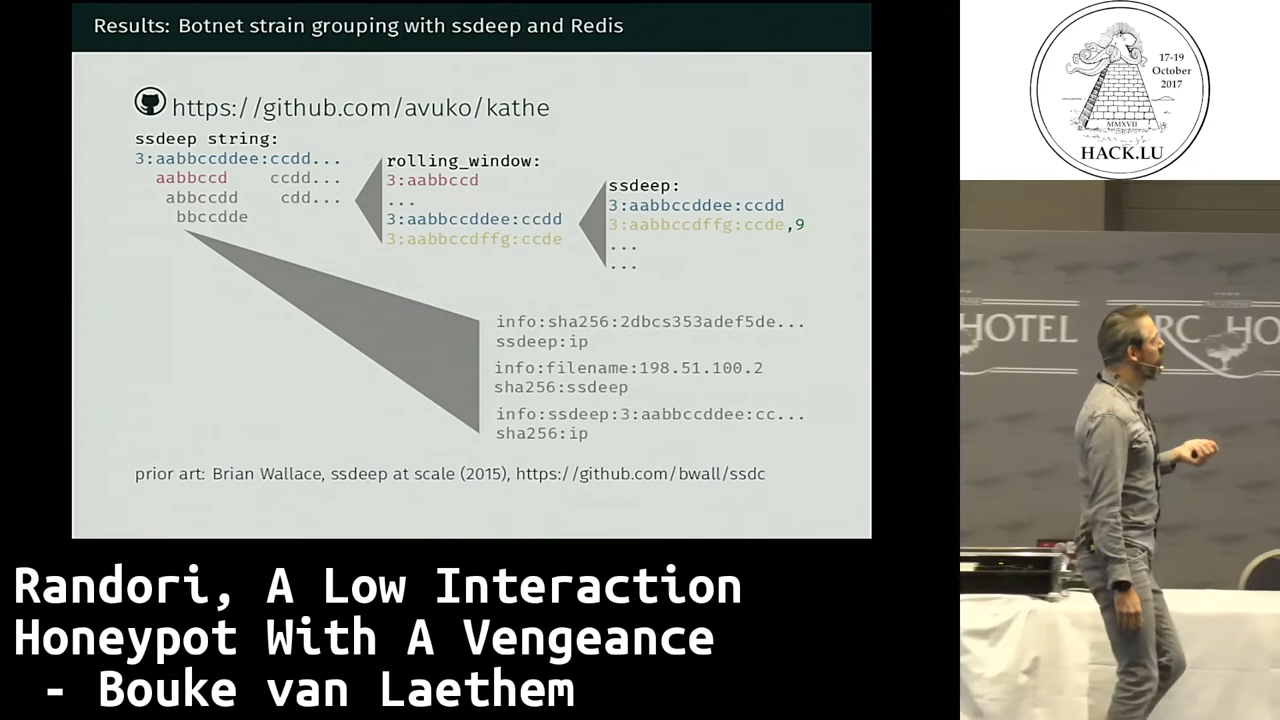 Results: Botnet strain grouping with ssdeep and Redis
https://github.com/avuko/kathe
ssdeep string:
3:aabbccddee:ccdd...
aabbccd ccdd...
abbccdd cdd...
bbccdde
rolling_window:
3:aabbccd
...
3:aabbccddee:ccdd
3:aabbccdffg:ccde
ssdeep:
3:aabbccddee:ccdd
3:aabbccdffg:ccde,9
...
...
info:sha256:2dbcs353adef5de...
ssdeep:ip
info:filename:198.51.100.2
sha256:ssdeep
info:ssdeep:3:aabbccddee:cc...
sha256:ip
prior art: Brian Wallace, ssdeep at scale (2015), https://github.com/bwall/ssdc
17-19
October
2017
MMXVII
HACK.LU
HOTEL
RC HO
Randori, A Low Interaction
Honeypot With A Vengeance
- Bouke van Laethem